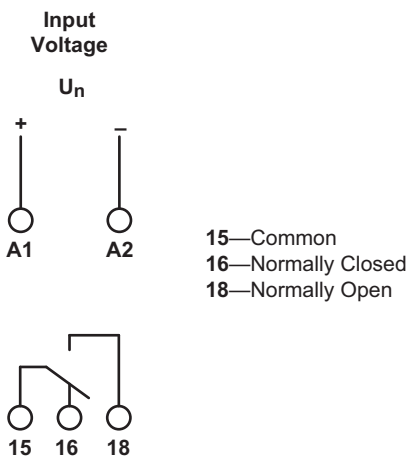 Input
Voltage
Un
+ –
A1 A2
15—Common
16—Normally Closed
18—Normally Open
15 16 18